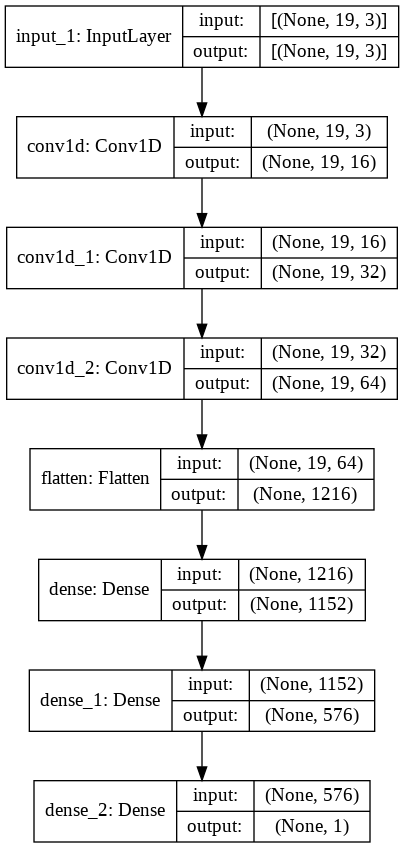 input_1: InputLayer
input:
[(None, 19, 3)]
output:
[(None, 19, 3)]
conv1d: Conv1D
input:
(None, 19, 3)
output:
(None, 19, 16)
conv1d_1: Conv1D
input:
(None, 19, 16)
output:
(None, 19, 32)
conv1d_2: Conv1D
input:
(None, 19, 32)
output:
(None, 19, 64)
flatten: Flatten
input:
(None, 19, 64)
output:
(None, 1216)
dense: Dense
input:
(None, 1216)
output:
(None, 1152)
dense_1: Dense
input:
(None, 1152)
output:
(None, 576)
dense_2: Dense
input:
(None, 576)
output:
(None, 1)